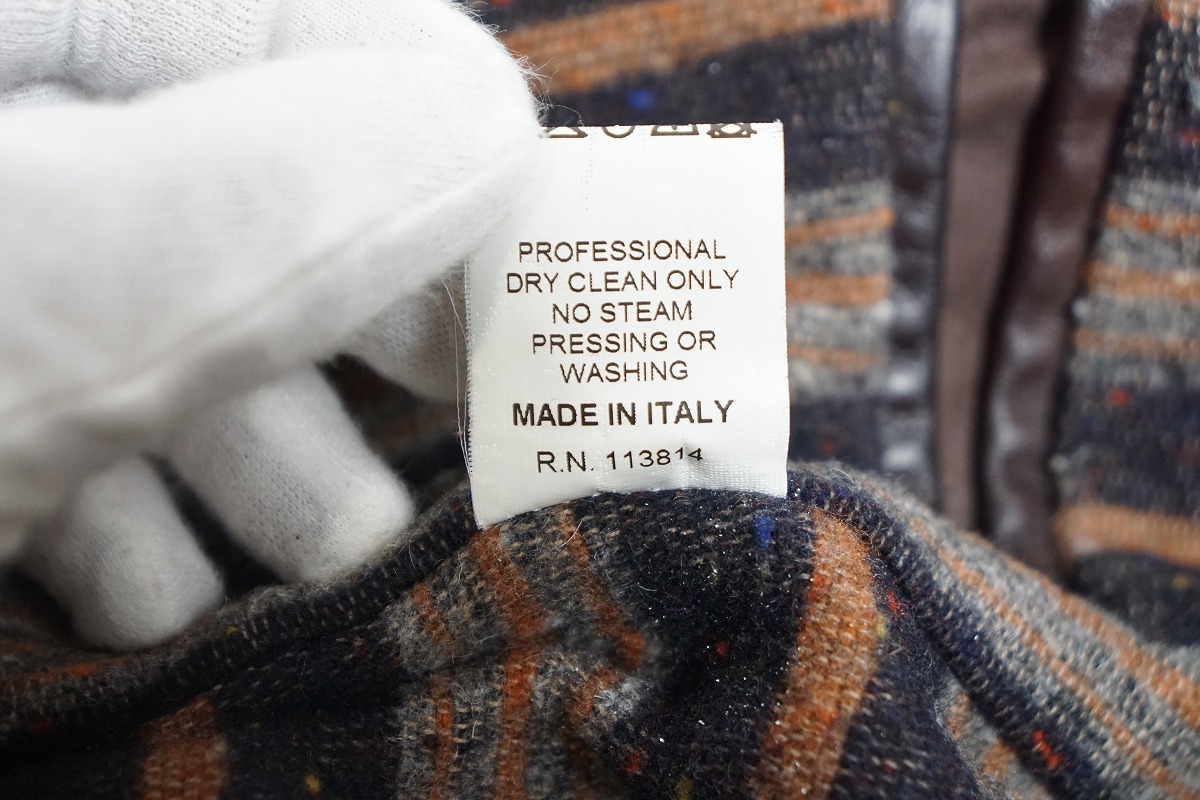 PROFESSIONAL
DRY CLEAN ONLY
NO STEAM
PRESSING OR
WASHING
MADE IN ITALY
R.N. 113814